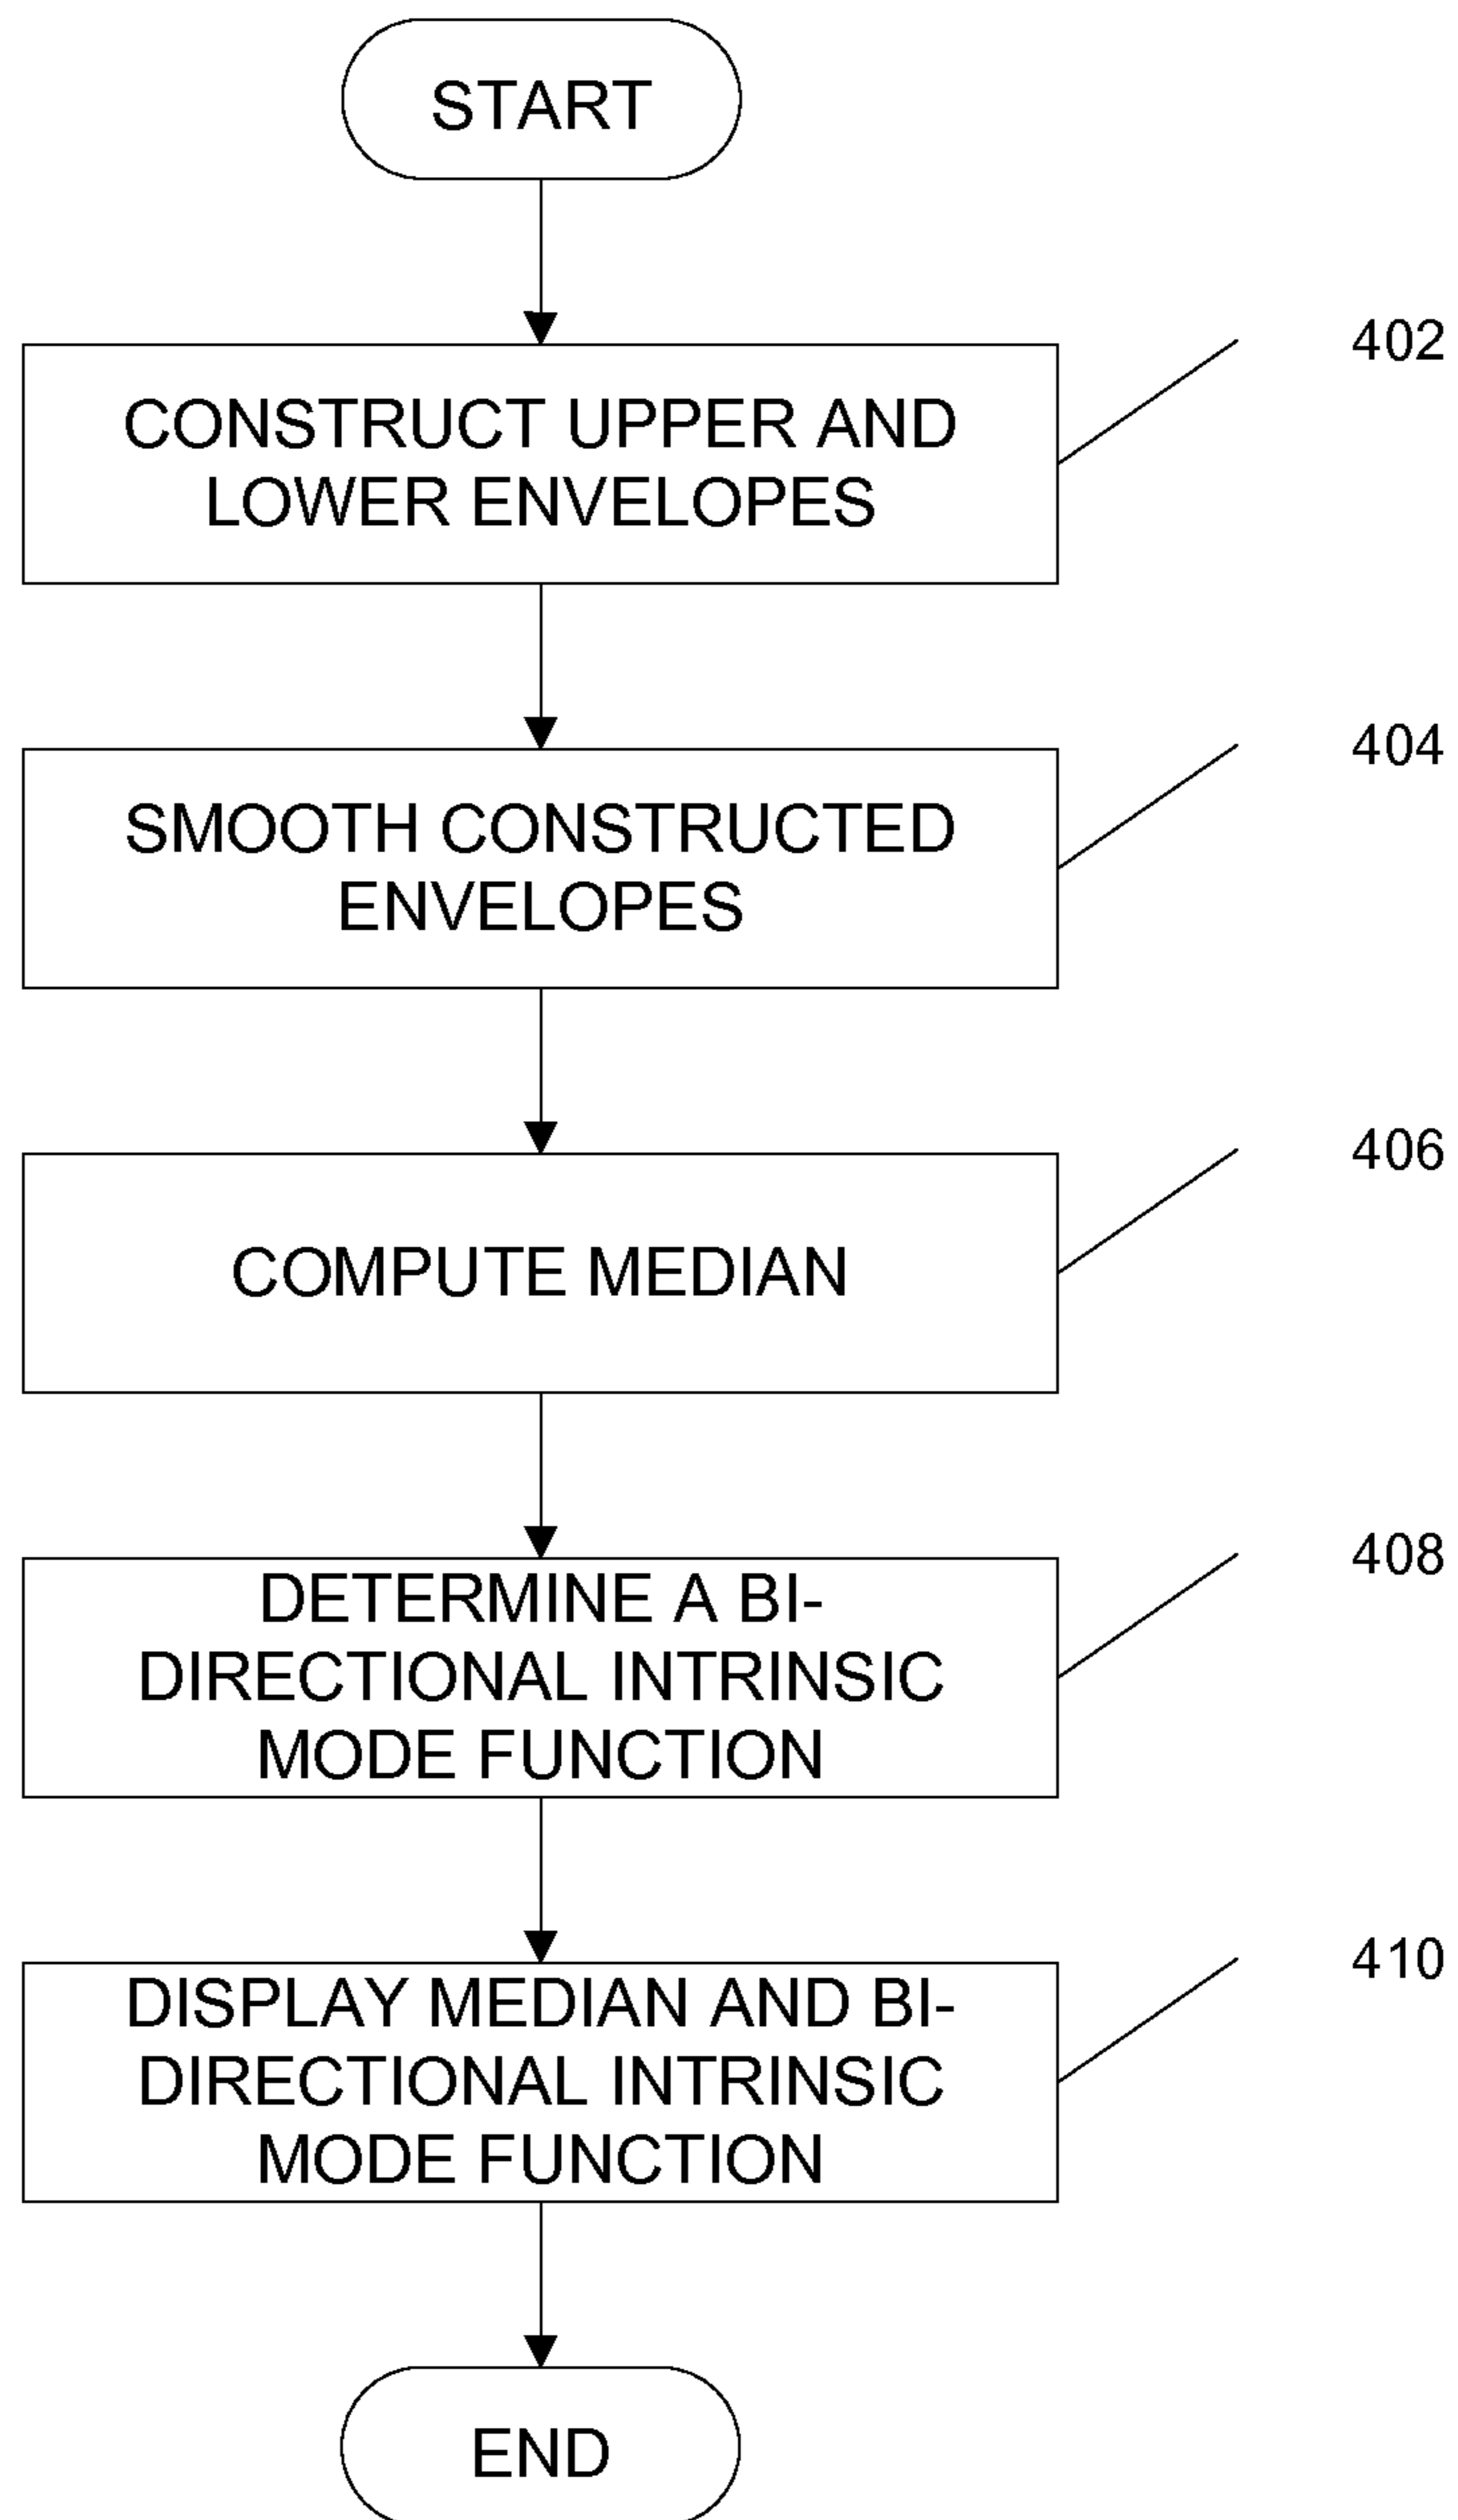 START
402
CONSTRUCT UPPER AND
LOWER ENVELOPES
404
SMOOTH CONSTRUCTED
ENVELOPES
406
COMPUTE MEDIAN
408
DETERMINE A BI-
DIRECTIONAL INTRINSIC
MODE FUNCTION
410
DISPLAY MEDIAN AND BI-
DIRECTIONAL INTRINSIC
MODE FUNCTION
END